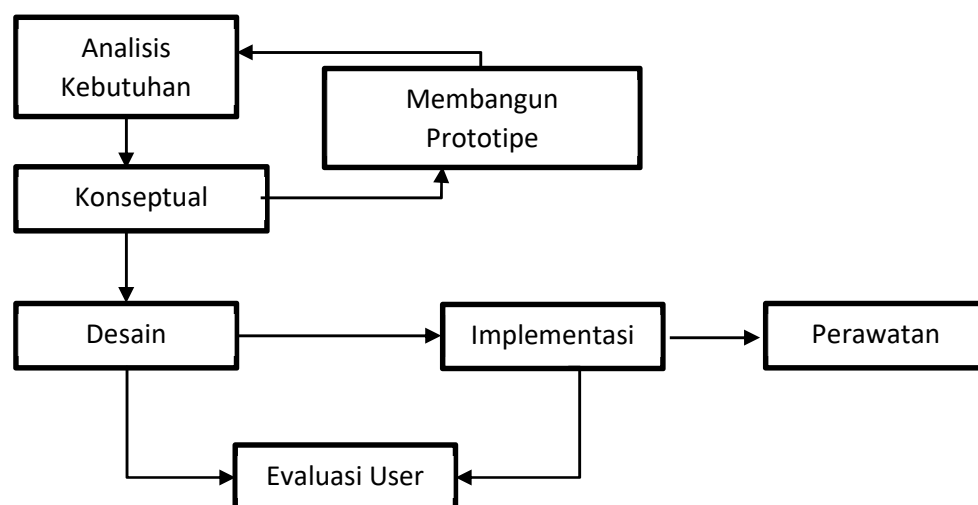 Analisis
Kebutuhan
Membangun
Prototipe
Konseptual
Desain
Implementasi
Perawatan
Evaluasi User